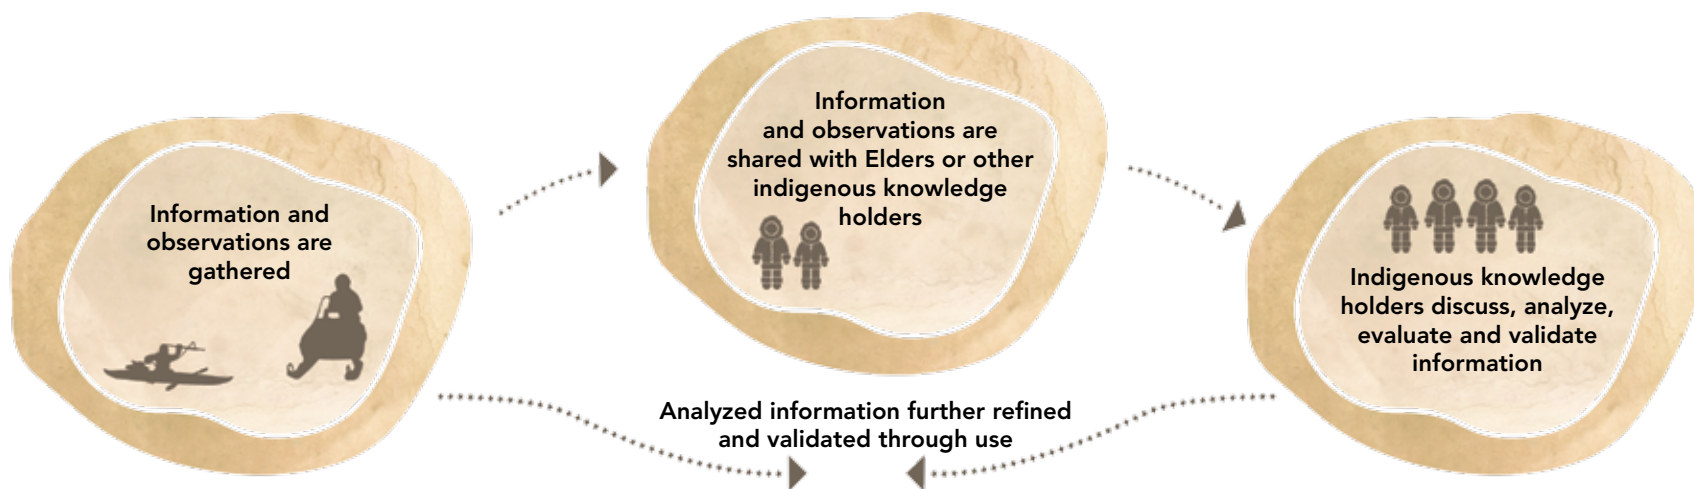 Information and
observations are
gathered
Information
and observations are
shared with Elders or other
indigenous knowledge
holders
Indigenous knowledge
holders discuss, analyze,
evaluate and validate
information
Analyzed information further refined
and validated through use